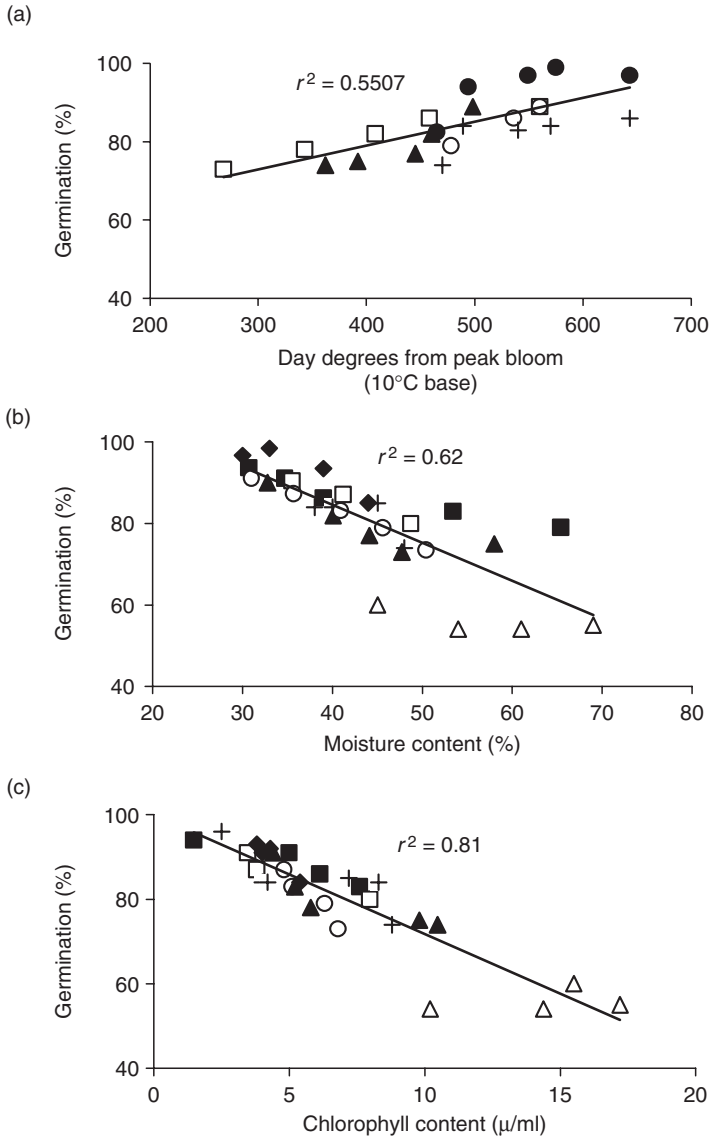 (a)
100
80
60
40
Germination (%)
r² = 0.5507
200 300 400 500 600 700
Day degrees from peak bloom
(10°C base)
(b)
100
80
60
40
Germination (%)
r² = 0.62
20 30 40 50 60 70 80
Moisture content (%)
(c)
100
80
60
40
Germination (%)
r² = 0.81
0 5 10 15 20
Chlorophyll content (μ/ml)